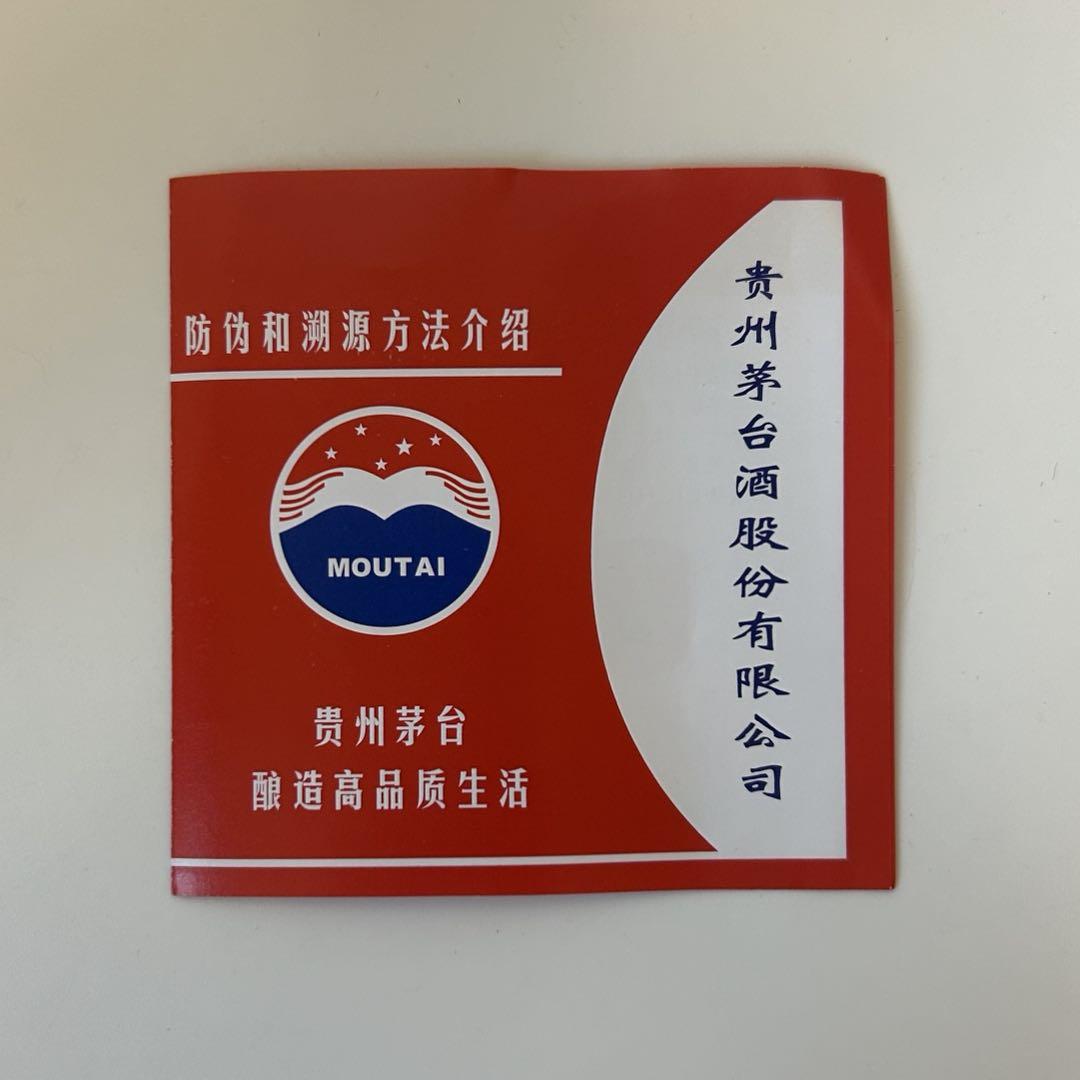 防伪和溯源方法介绍
MOUTAI
贵州茅台
酿造高品质生活
贵州茅台酒股份有限公司